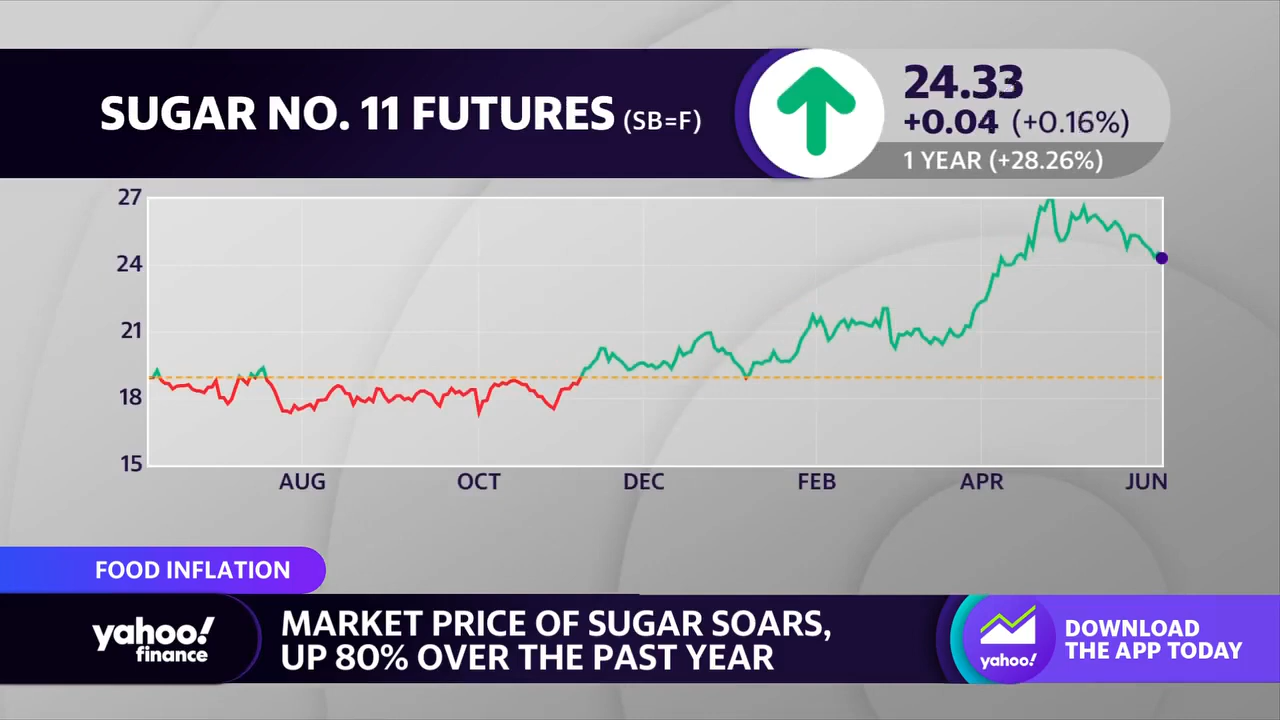 SUGAR NO. 11 FUTURES (SB=F)
24.33
+0.04 (+0.16%)
1 YEAR (+28.26%)
27
24
21
18
15
AUG OCT DEC FEB APR JUN
FOOD INFLATION
yahoo!
finance
MARKET PRICE OF SUGAR SOARS,
UP 80% OVER THE PAST YEAR
yahoo!
DOWNLOAD
THE APP TODAY